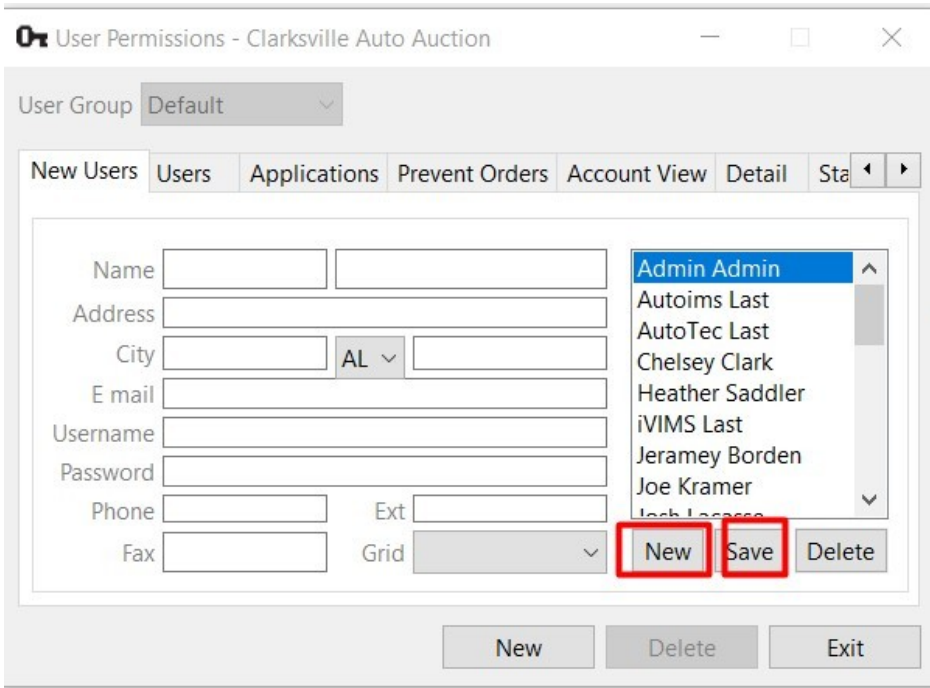 User Permissions - Clarksville Auto Auction
User Group Default
New Users Users Applications Prevent Orders Account View Detail Sta
Name
Address
City AL
E mail
Username
Password
Phone Ext
Fax Grid
Admin Admin
Autoims Last
AutoTec Last
Chelsey Clark
Heather Saddler
iVIMS Last
Jeramey Borden
Joe Kramer
New Save Delete
New Delete Exit